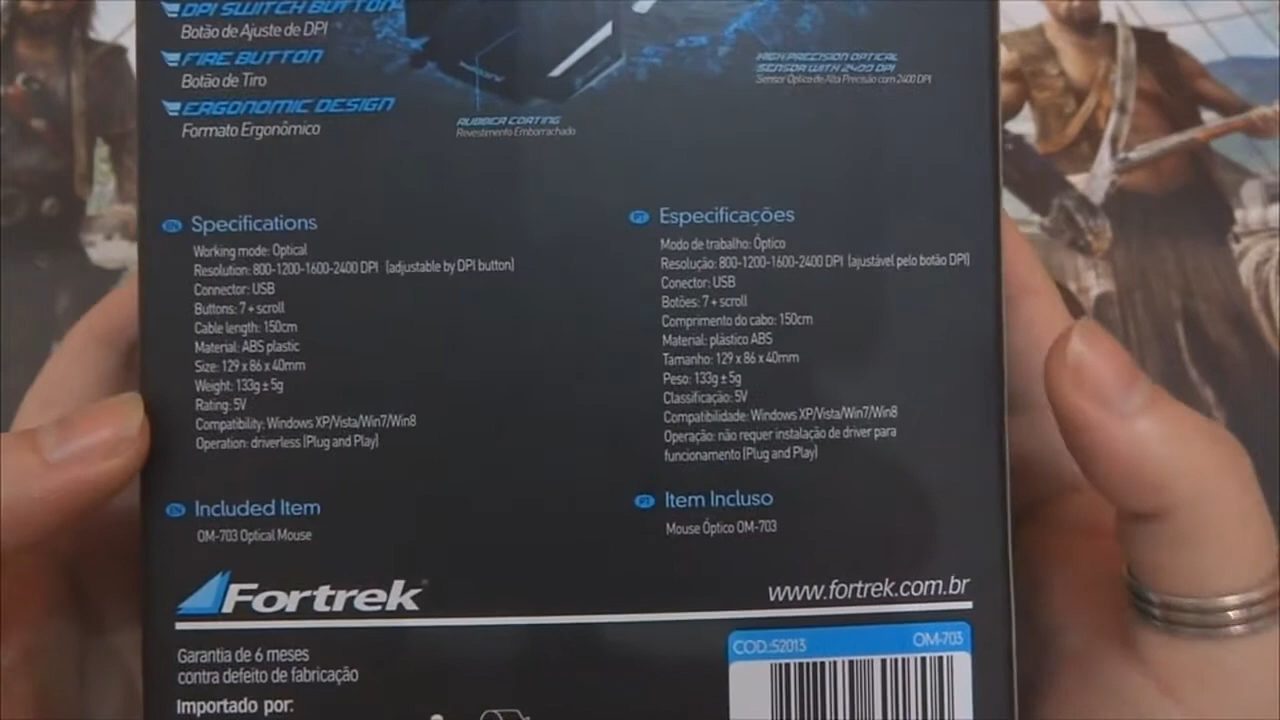 DPI SWITCH BUTTON
Botão de Ajuste de DPI
FIRE BUTTON
Botão de Tiro
ERGONOMIC DESIGN
Formato Ergonômico
RUBBER COATING
Revestimento Emborrachado
HIGH PRECISION OPTICAL
SENSOR WITH 2400 DPI
Sensor Óptico de Alta Precisão com 2400 DPI
EN Specifications
Working mode: Optical
Resolution: 800-1200-1600-2400 DPI (adjustable by DPI button)
Connector: USB
Buttons: 7 + scroll
Cable length: 150cm
Material: ABS plastic
Size: 129 x 86 x 40mm
Weight: 133g ± 5g
Rating: 5V
Compatibility: Windows XP/Vista/Win7/Win8
Operation: driverless (Plug and Play)
EN Included Item
OM-703 Optical Mouse
PT Especificações
Modo de trabalho: Óptico
Resolução: 800-1200-1600-2400 DPI (ajustável pelo botão DPI)
Conector: USB
Botões: 7 + scroll
Comprimento do cabo: 150cm
Material: plástico ABS
Tamanho: 129 x 86 x 40mm
Peso: 133g ± 5g
Classificação: 5V
Compatibilidade: Windows XP/Vista/Win7/Win8
Operação: não requer instalação de driver para
funcionamento (Plug and Play)
PT Item Incluso
Mouse Óptico OM-703
Fortrek
www.fortrek.com.br
Garantia de 6 meses
contra defeito de fabricação
Importado por:
COD.:52013 OM-703